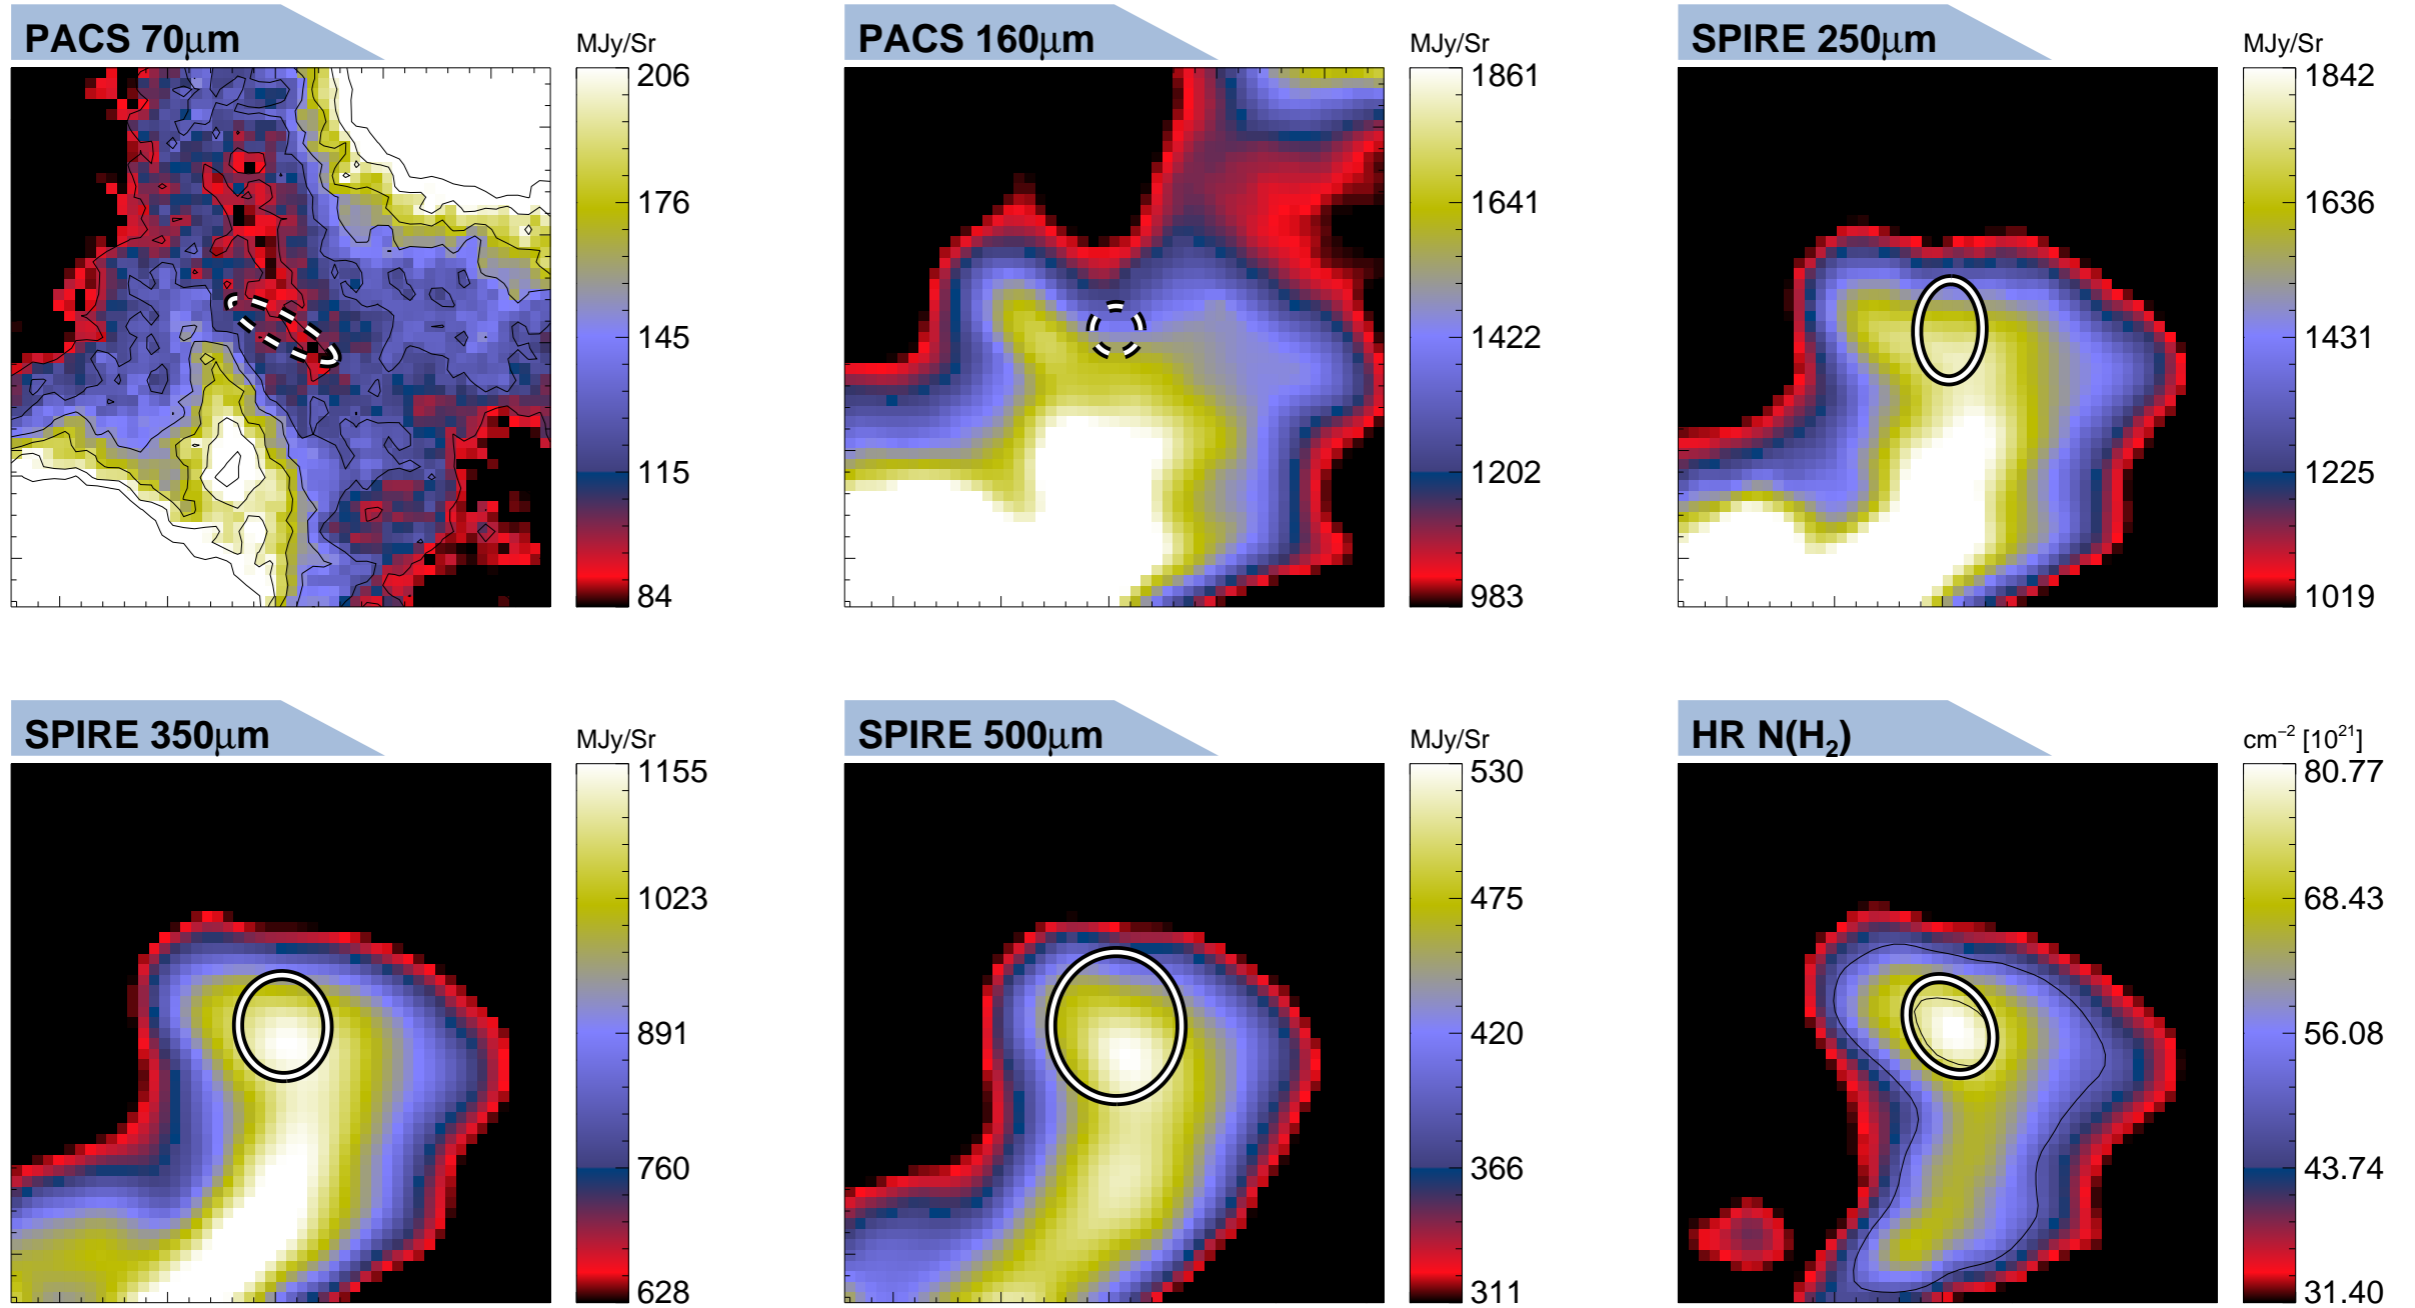 PACS 70μm
MJy/Sr
206
176
145
115
84
PACS 160μm
MJy/Sr
1861
1641
1422
1202
983
SPIRE 250μm
MJy/Sr
1842
1636
1431
1225
1019
SPIRE 350μm
MJy/Sr
1155
1023
891
760
628
SPIRE 500μm
MJy/Sr
530
475
420
366
311
HR N(H₂)
cm⁻² [10²¹]
80.77
68.43
56.08
43.74
31.40